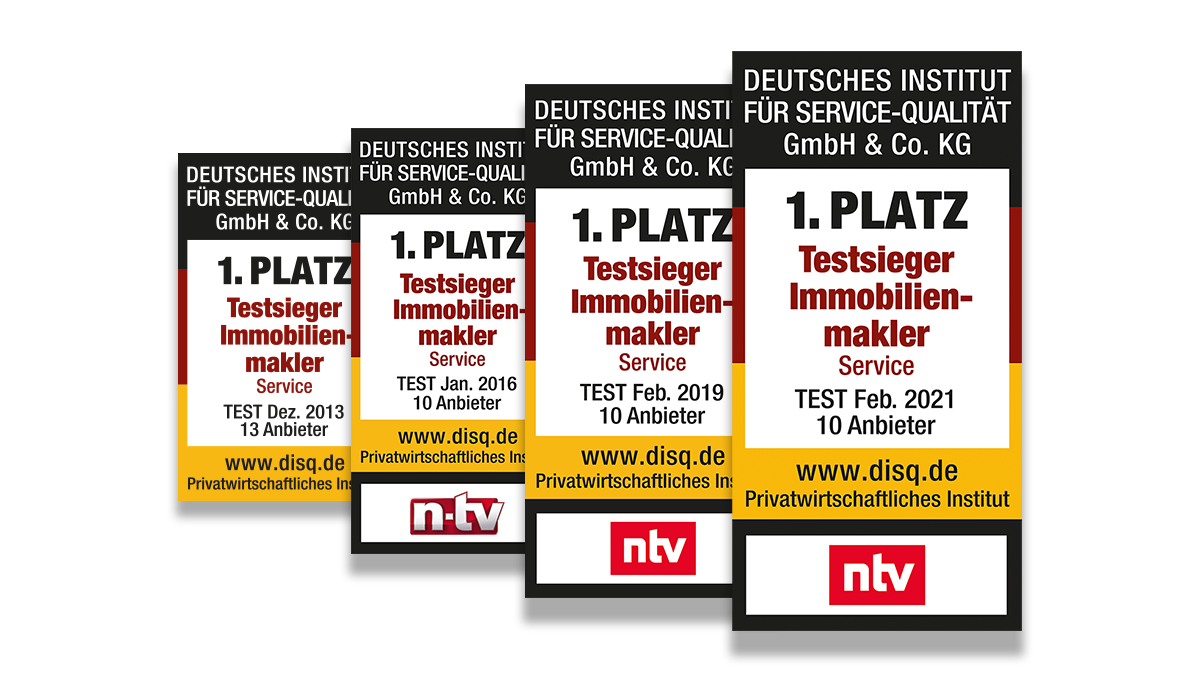 DEUTSCHES INSTIT
FÜR SERVICE-QUALI
GmbH & Co. KG
1. PLATZ
Testsieger
Immobilien-
makler
Service
TEST Dez. 2013
13 Anbieter
www.disq.de
Privatwirtschaftliches Ins
DEUTSCHES INSTIT
FÜR SERVICE-QUALI
GmbH & Co. KG
1. PLATZ
Testsieger
Immobilien-
makler
Service
TEST Jan. 2016
10 Anbieter
www.disq.de
Privatwirtschaftliches Ins
n-tv
DEUTSCHES INSTIT
FÜR SERVICE-QUALI
GmbH & Co. KG
1. PLATZ
Testsieger
Immobilien-
makler
Service
TEST Feb. 2019
10 Anbieter
www.disq.de
Privatwirtschaftliches Ins
ntv
DEUTSCHES INSTITUT
FÜR SERVICE-QUALITÄT
GmbH & Co. KG
1. PLATZ
Testsieger
Immobilien-
makler
Service
TEST Feb. 2021
10 Anbieter
www.disq.de
Privatwirtschaftliches Institut
ntv